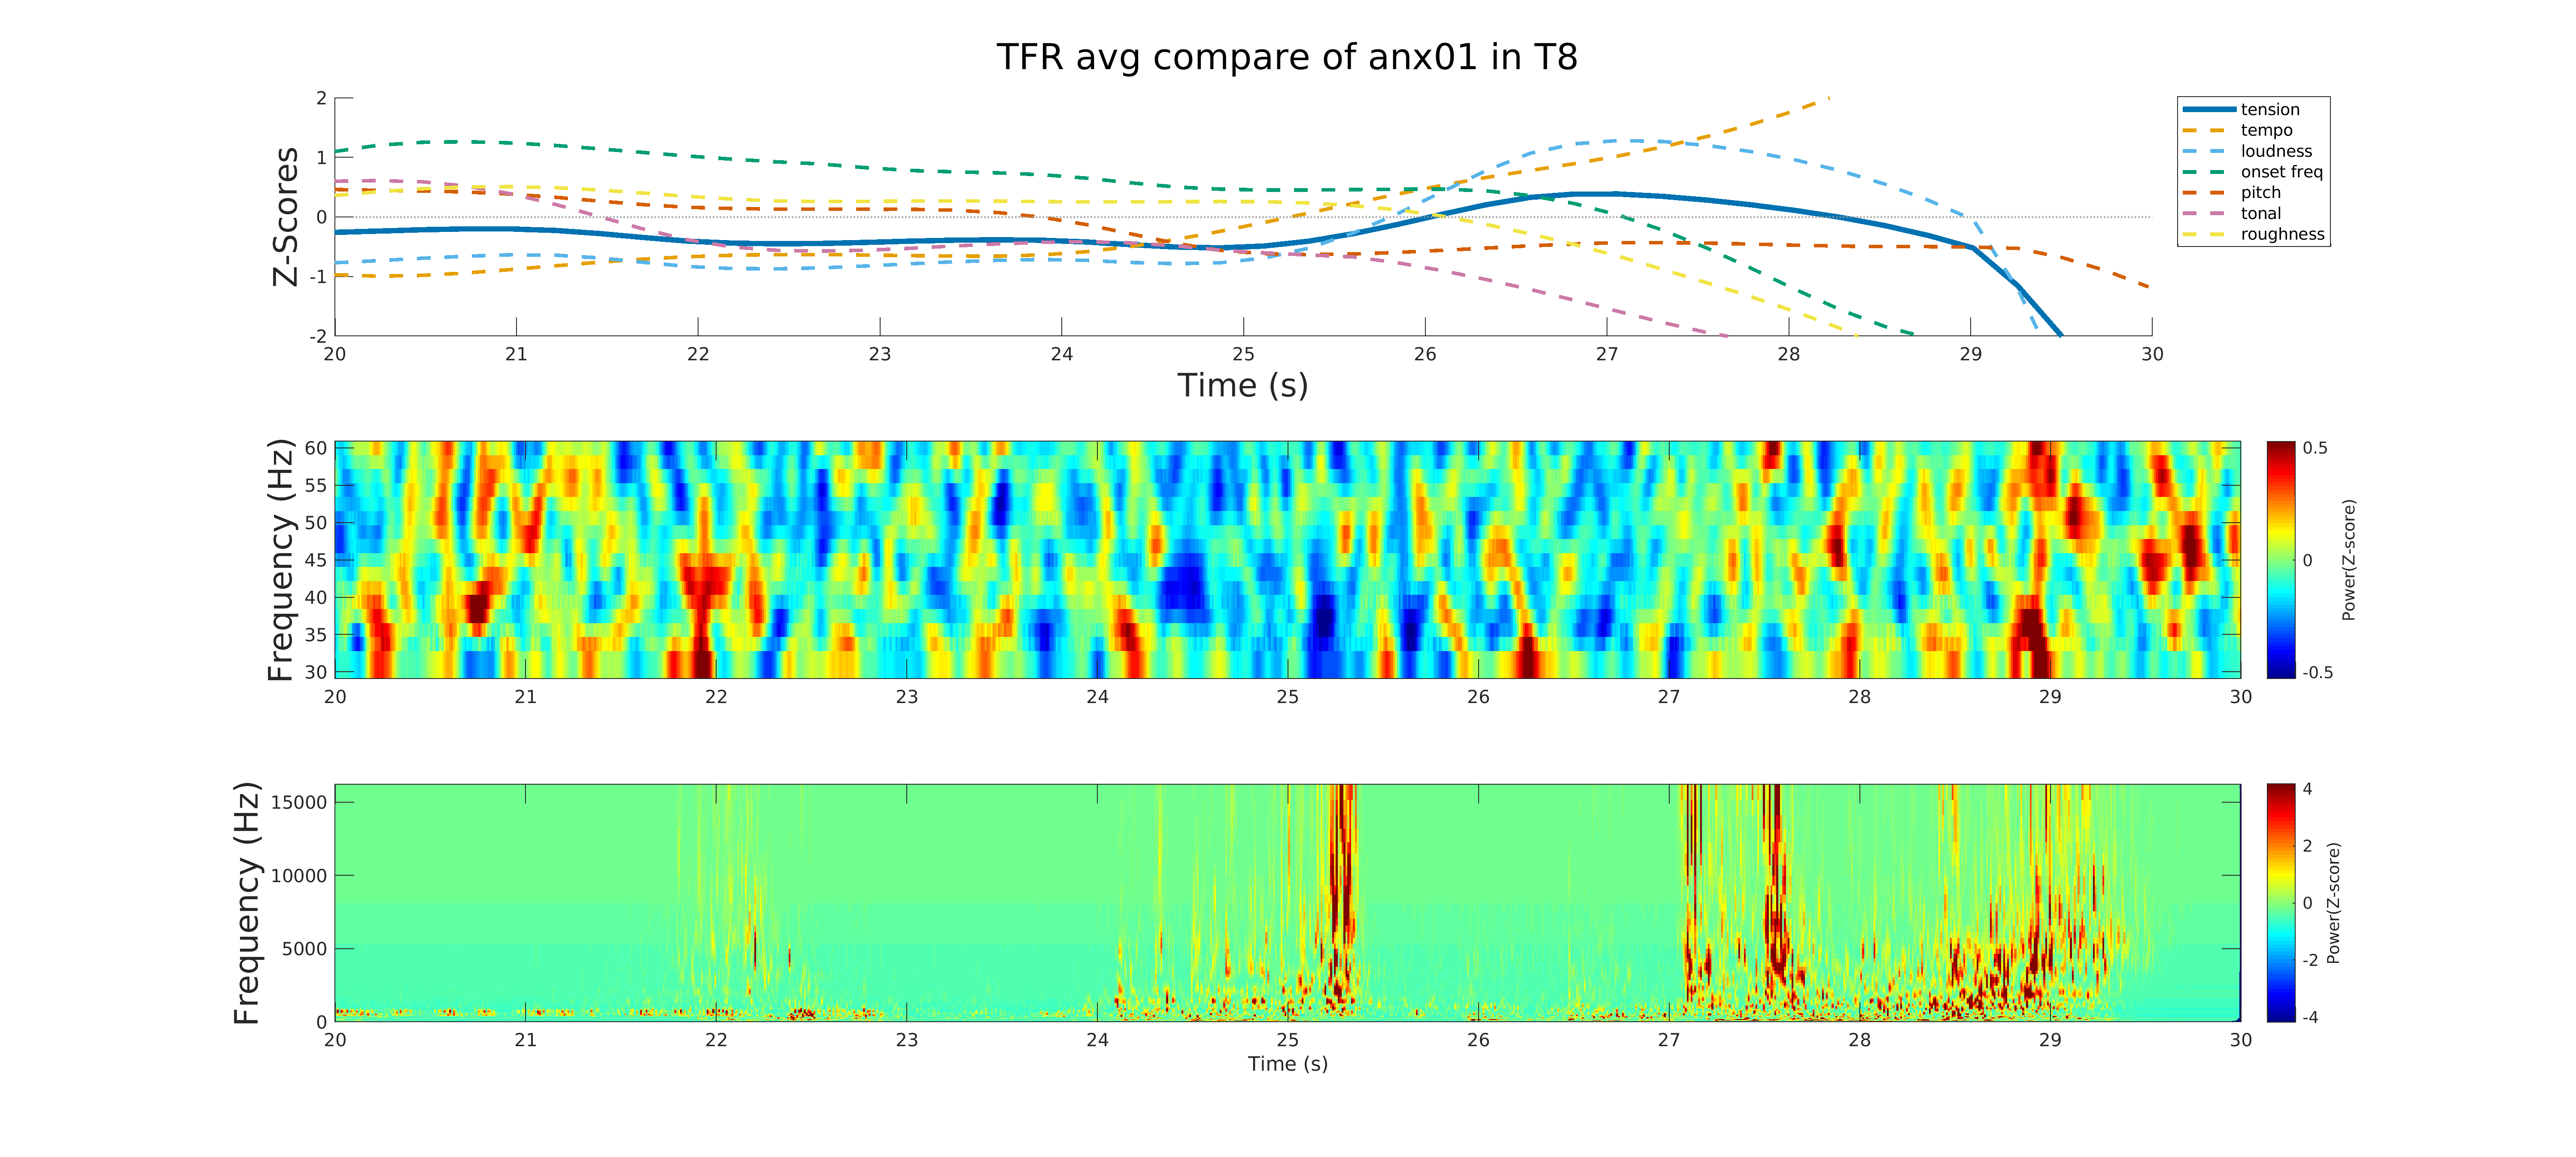 TFR avg compare of anx01 in T8
Z-Scores
2
1
0
-1
-2
20 21 22 23 24 25 26 27 28 29 30
Time (s)
tension
tempo
loudness
onset freq
pitch
tonal
roughness
Frequency (Hz)
60
55
50
45
40
35
30
20 21 22 23 24 25 26 27 28 29 30
0.5
0
-0.5
Power(Z-score)
Frequency (Hz)
15000
10000
5000
0
20 21 22 23 24 25 26 27 28 29 30
Time (s)
4
2
0
-2
-4
Power(Z-score)